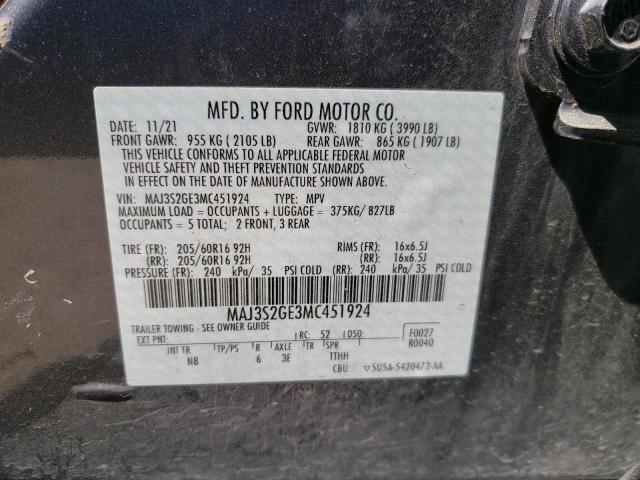 MFD. BY FORD MOTOR CO.
DATE: 11/21 GVWR: 1810 KG ( 3990 LB)
FRONT GAWR: 955 KG ( 2105 LB) REAR GAWR: 865 KG ( 1907 LB)
THIS VEHICLE CONFORMS TO ALL APPLICABLE FEDERAL MOTOR
VEHICLE SAFETY AND THEFT PREVENTION STANDARDS
IN EFFECT ON THE DATE OF MANUFACTURE SHOWN ABOVE.
VIN: MAJ3S2GE3MC451924 TYPE: MPV
MAXIMUM LOAD = OCCUPANTS + LUGGAGE = 375KG/827LB
OCCUPANTS = 5 TOTAL; 2 FRONT, 3 REAR
TIRE (FR): 205/60R16 92H RIMS (FR): 16x6.5J
(RR): 205/60R16 92H (RR): 16x6.5J
PRESSURE (FR): 240 kPa/ 35 PSI COLD (RR): 240 kPa/ 35 PSI COLD
MAJ3S2GE3MC451924
TRAILER TOWING - SEE OWNER GUIDE
EXT PNT: RC: 52 DSO: F0027
R0040
INT TR TP/PS R AXLE TR SPR
NB 6 3E TTHH
CBU 5U5A-5420472-AA